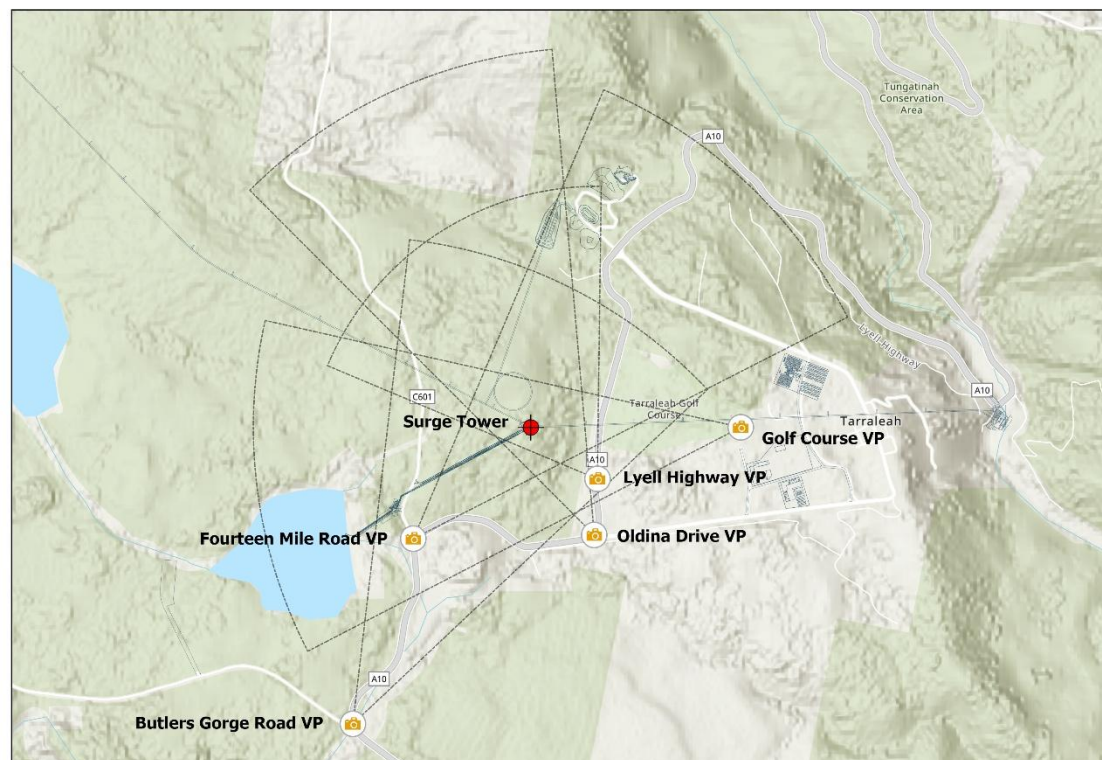 Tungatinah
Conservation
Area
A10
C601
Lyell Highway
A10
Surge Tower
Tarraleah Golf
Course
Tarraleah
Golf Course VP
A10
Lyell Highway VP
Fourteen Mile Road VP
Oldina Drive VP
A10
Butlers Gorge Road VP